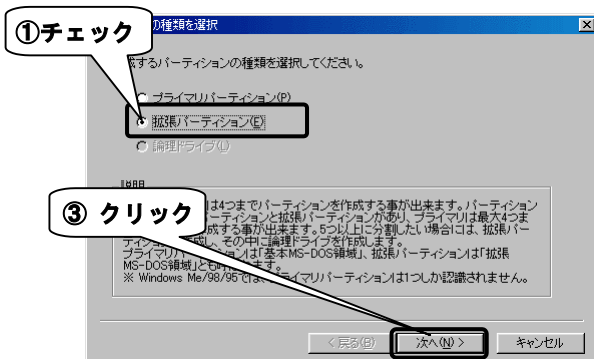 ①チェック
の種類を選択
するパーティションの種類を選択してください。
プライマリパーティション(P)
拡張パーティション(E)
論理ドライブ(L)
説明
は4つまでパーティションを作成する事が出来ます。パーティション
ーティションと拡張パーティションがあり、プライマリは最大4つま
成する事が出来ます。5つ以上に分割したい場合には、拡張パー
ティ し、その中に論理ドライブを作成します。
プライマリパ ションは「基本MS-DOS領域」、拡張パーティションは「拡張
MS-DOS領域」とも呼 ます。
※ Windows Me/98/95では、プライマリパーティションは1つしか認識されません。
③ クリック
< 戻る(B)
次へ(N) >
キャンセル